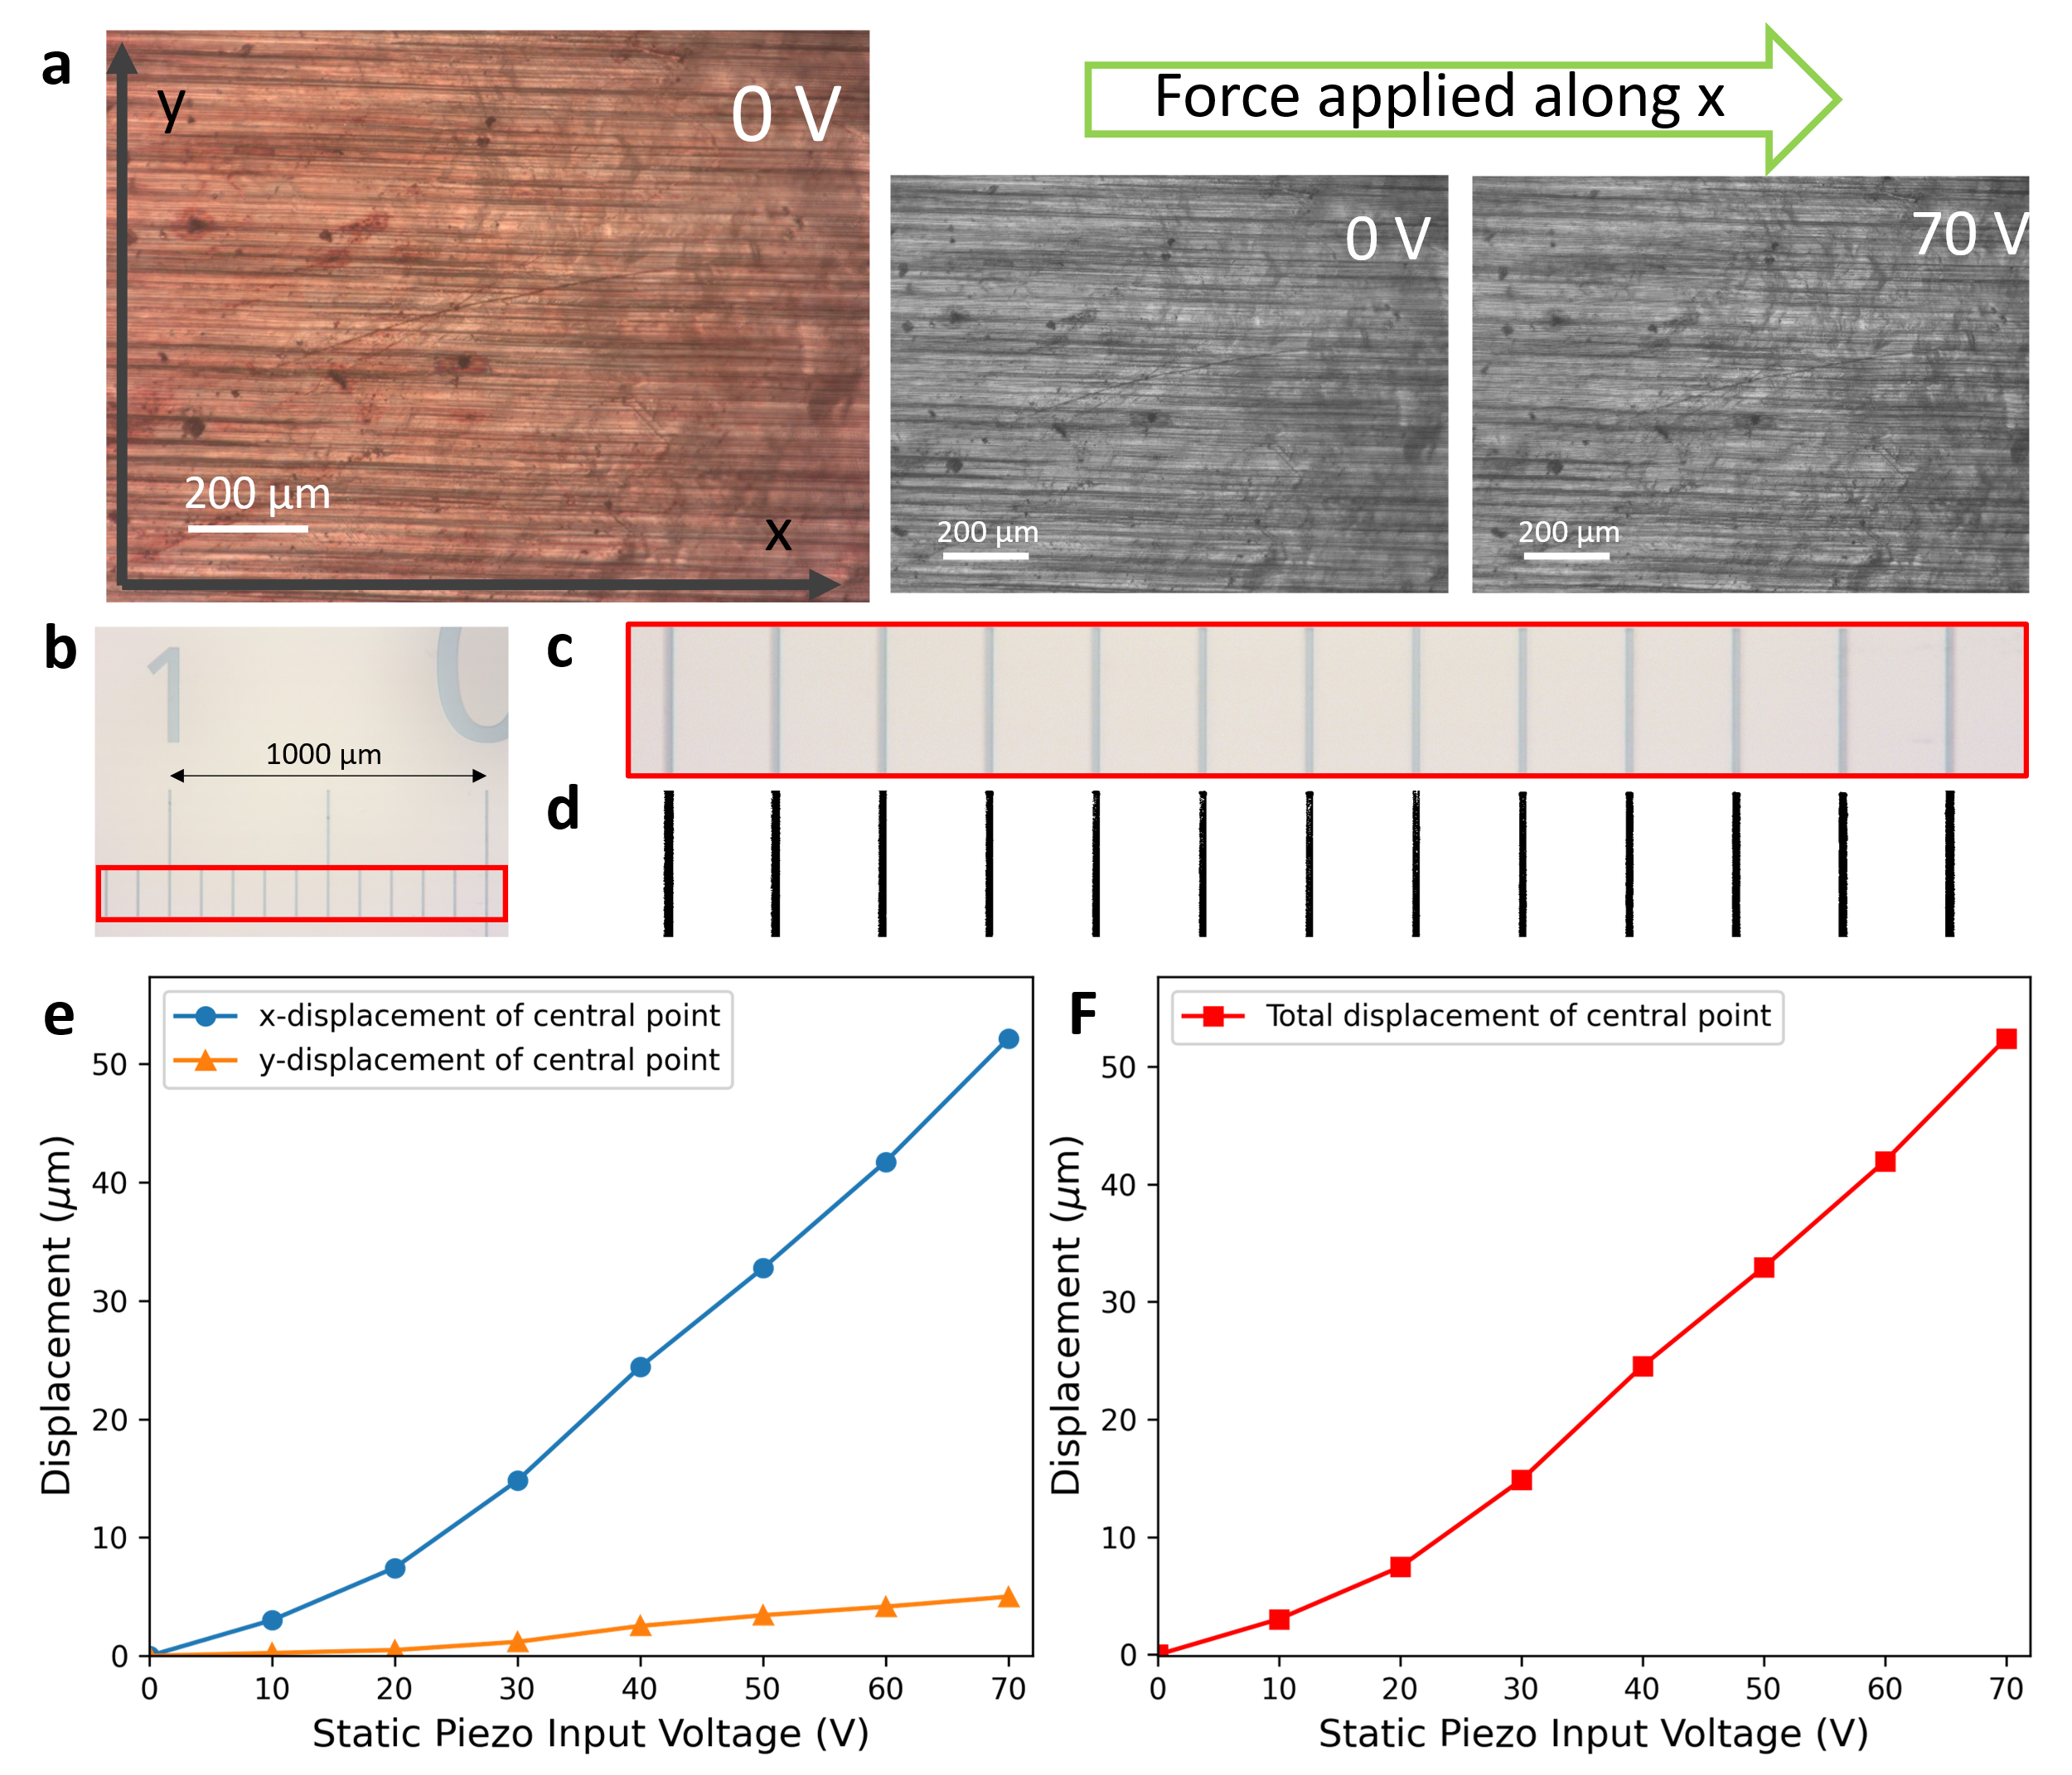 a
y
0 V
200 µm
x
Force applied along x
0 V
200 µm
70 V
200 µm
b
1
0
1000 µm
c
d
e
x-displacement of central point
y-displacement of central point
Displacement (μm)
50
40
30
20
10
0
0 10 20 30 40 50 60 70
Static Piezo Input Voltage (V)
F
Total displacement of central point
Displacement (μm)
50
40
30
20
10
0
0 10 20 30 40 50 60 70
Static Piezo Input Voltage (V)